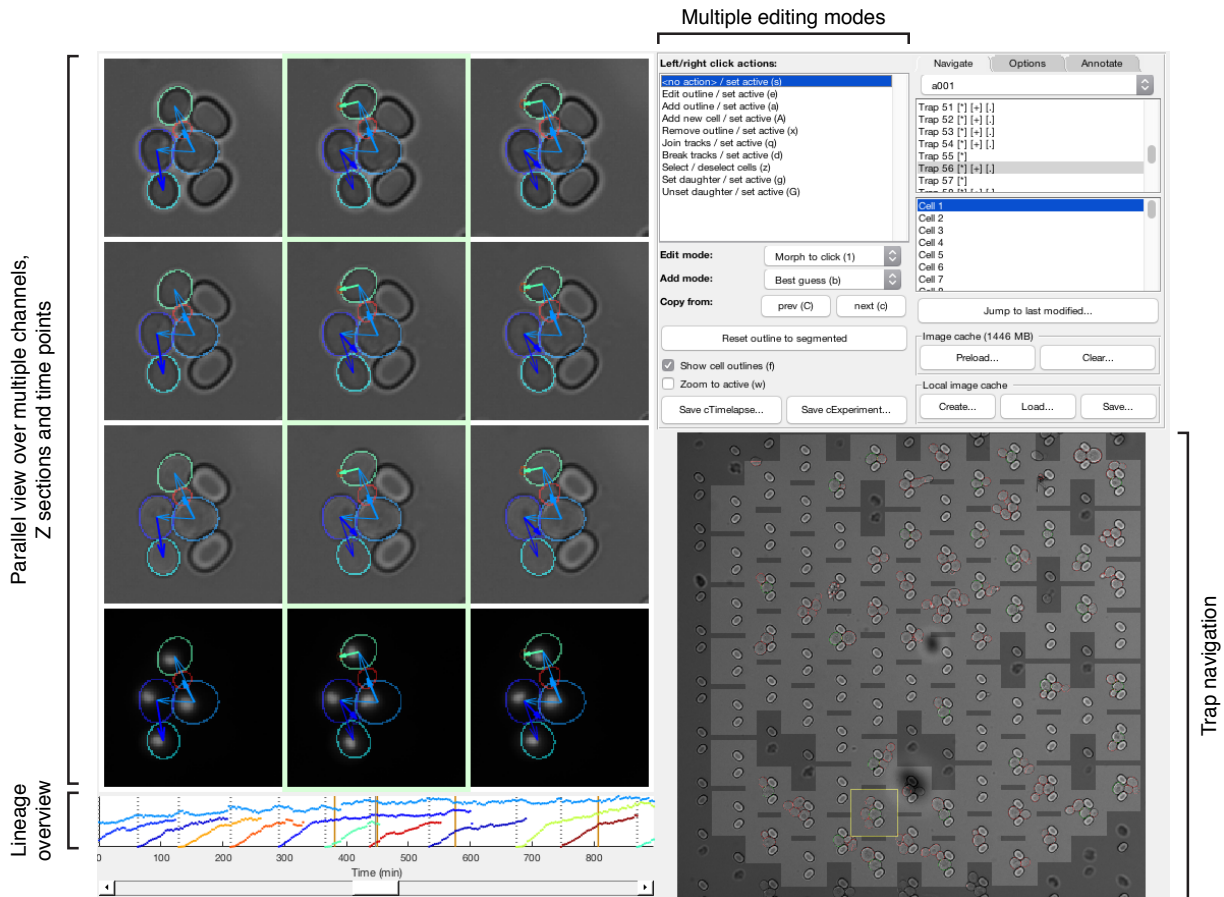 Multiple editing modes
Parallel view over multiple channels,
Z sections and time points
Left/right click actions:
<no action> / set active (s)
Edit outline / set active (e)
Add outline / set active (a)
Add new cell / set active (A)
Remove outline / set active (x)
Join tracks / set active (q)
Break tracks / set active (d)
Select / deselect cells (z)
Set daughter / set active (g)
Unset daughter / set active (G)
Edit mode:
Morph to click (1)
Add mode:
Best guess (b)
Copy from:
prev (C)
next (c)
Reset outline to segmented
Show cell outlines (f)
Zoom to active (w)
Save cTimelapse...
Save cExperiment...
Navigate
Options
Annotate
a001
Trap 51 [*] [+] [.]
Trap 52 [*] [+] [.]
Trap 53 [*] [+] [.]
Trap 54 [*] [+] [.]
Trap 55 [*]
Trap 56 [*] [+] [.]
Trap 57 [*]
Trap 58 [*] [+] [.]
Cell 1
Cell 2
Cell 3
Cell 4
Cell 5
Cell 6
Cell 7
Cell 8
Jump to last modified...
Image cache (1446 MB)
Preload...
Clear...
Local image cache
Create...
Load...
Save...
Trap navigation
Lineage
overview
0 100 200 300 400 500 600 700 800
Time (min)